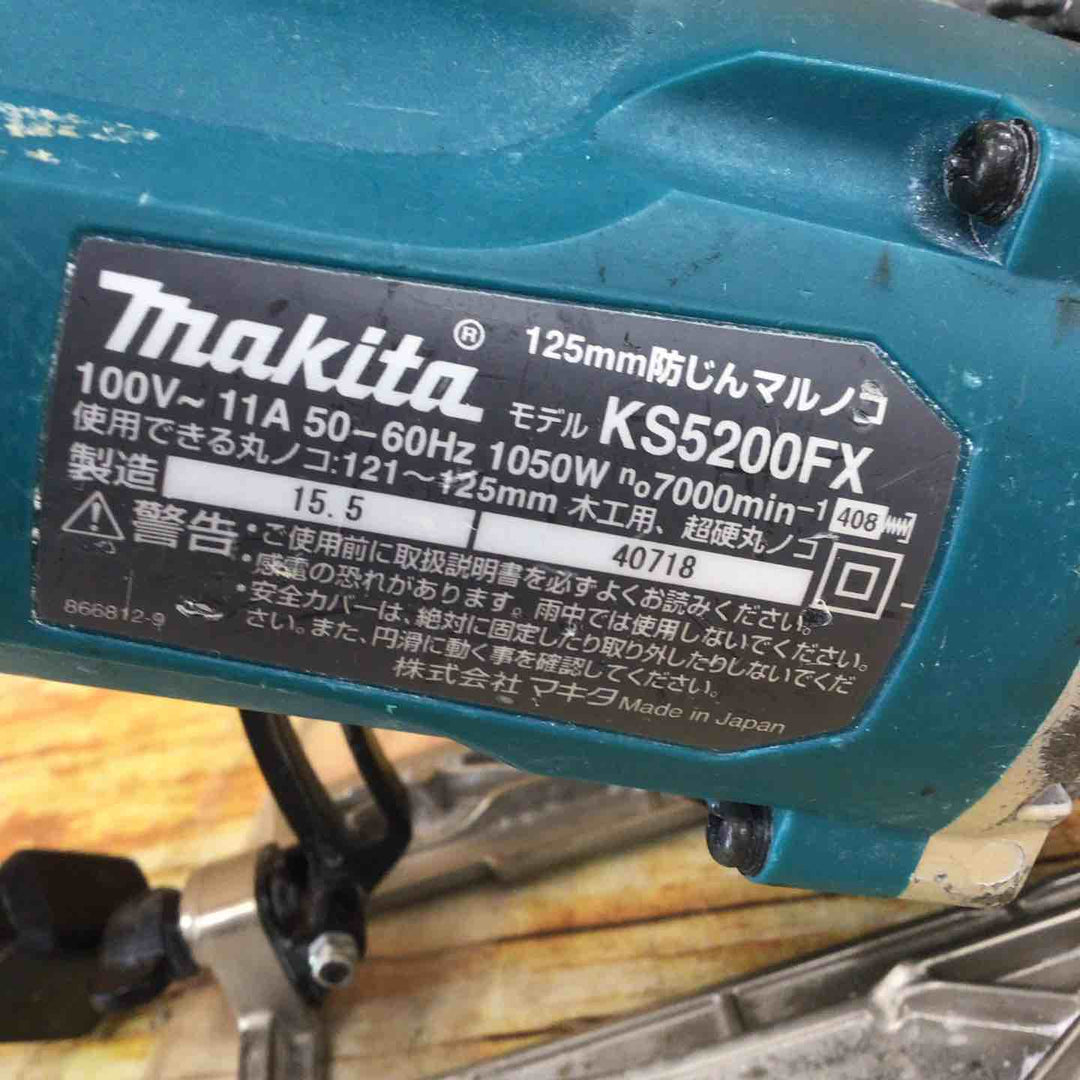 makita® 125mm防じんマルノコ
モデル KS5200FX
100V~ 11A 50-60Hz 1050W n₀7000min-1
使用できる丸ノコ:121~125mm 木工用、超硬丸ノコ 408
製造 15.5 40718
警告 ・ご使用前に取扱説明書を必ずよくお読みください。
・感電の恐れがあります。雨中では使用しないでください。
・安全カバーは、絶対に固定したり取り外したりしないでくだ
さい。また、円滑に動く事を確認してください。
866812-9
株式会社 マキタ Made in Japan